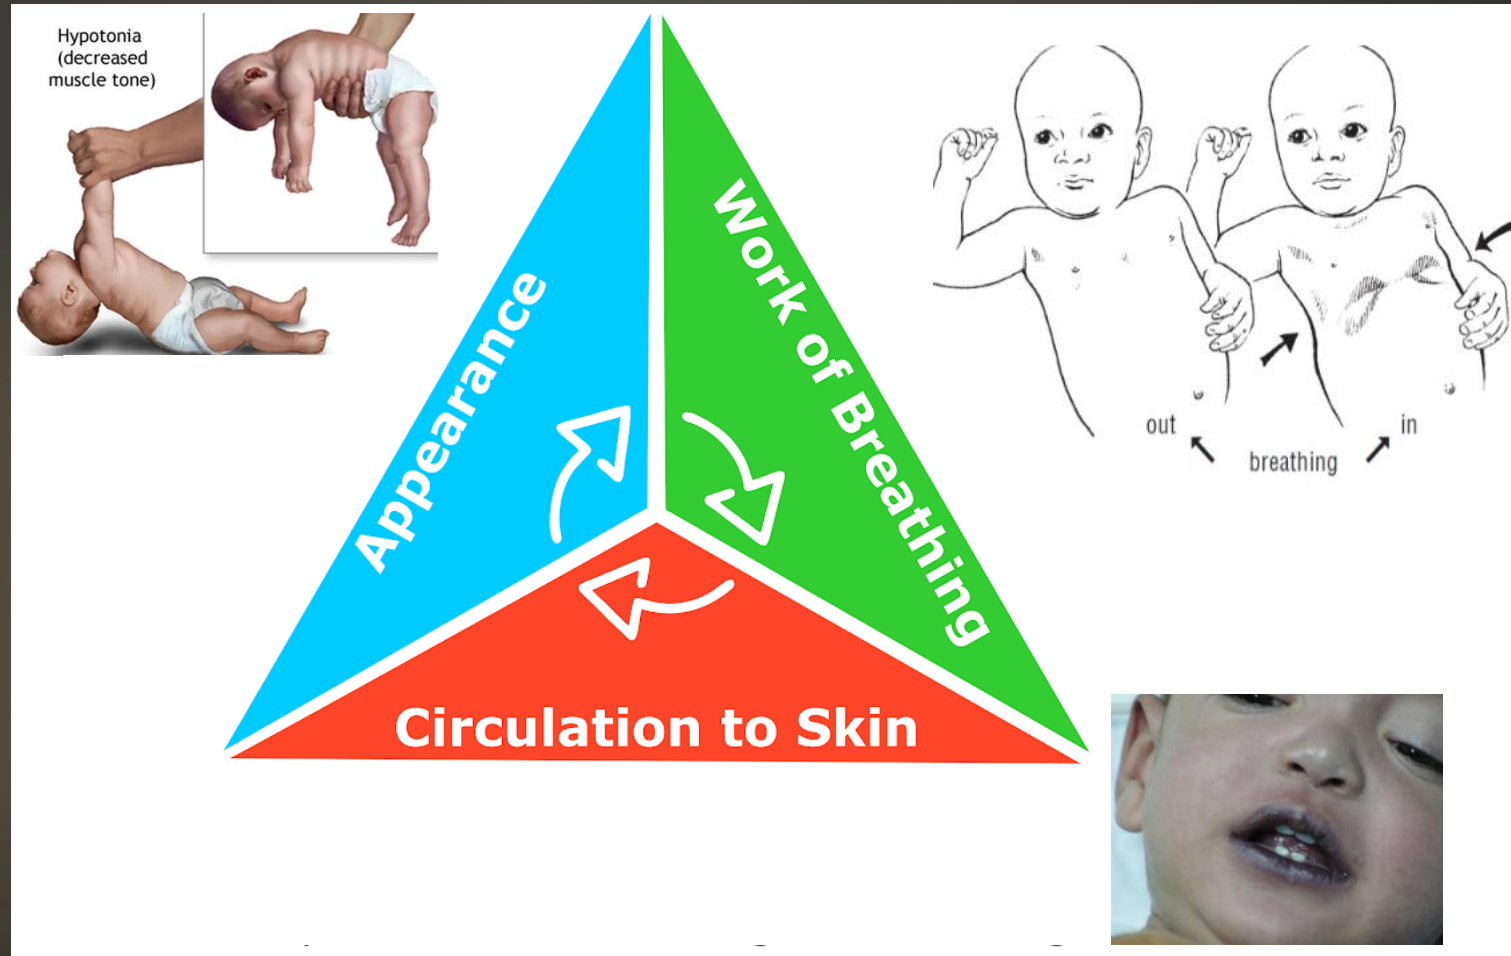 Hypotonia
(decreased
muscle tone)
Appearance
Work of Breathing
Circulation to Skin
out
in
breathing